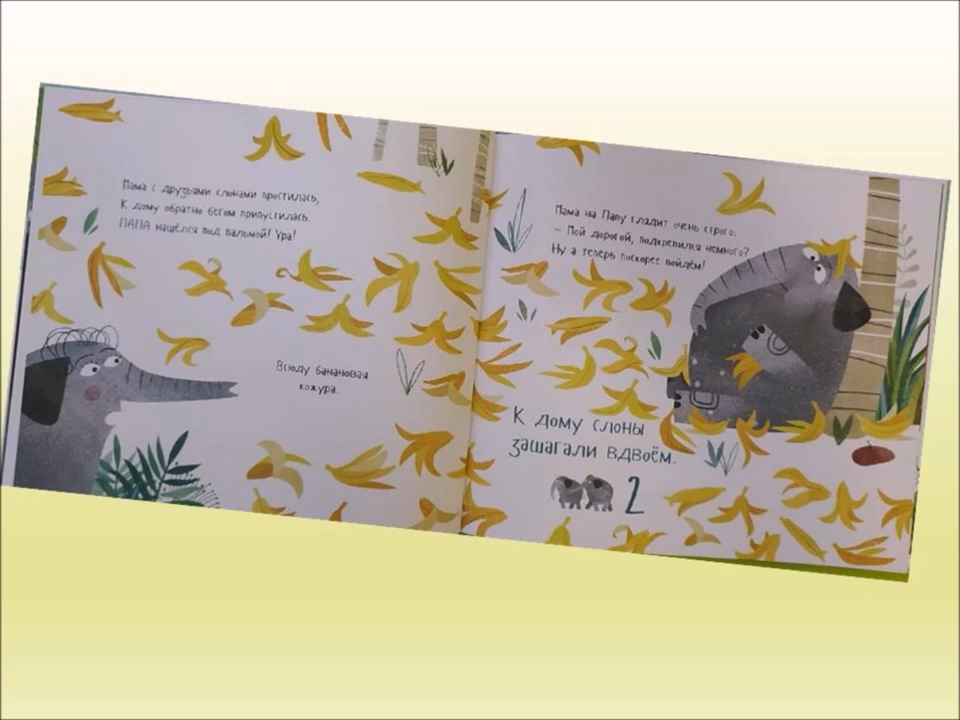 Мама с друзьями слонами простилась,
К дому обратно бегом припустилась.
ПАПА нашёлся под пальмой! Ура!
Всюду банановая
кожура.
Мама на Папу глядит очень строго:
— Мой дорогой, подкрепился немного?
Ну а теперь поскорее пойдём!
К дому слоны
зашагали вдвоём.
2